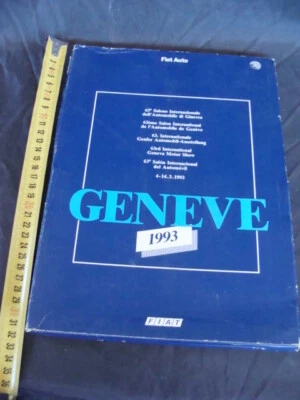 Fiat Auto
63° Salone Internazionale
dell'Automobile di Ginevra
63ème Salon International
de l'Automobile de Genève
63. Internationaler
Genfer Automobil-Ausstellung
63rd International
Geneva Motor Show
63° Salón Internacional
del Automóvil
4-14.3.1993
GENEVE
1993
FIAT